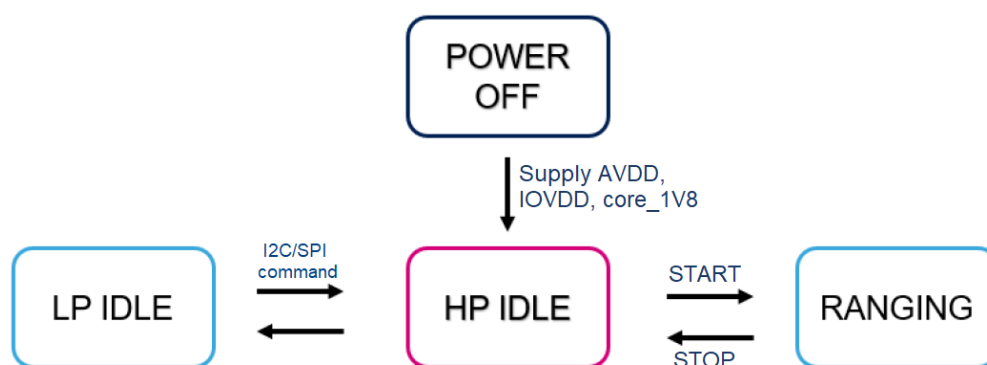 POWER
OFF
Supply AVDD,
IOVDD, core_1V8
I2C/SPI
command
LP IDLE
HP IDLE
START
STOP
RANGING